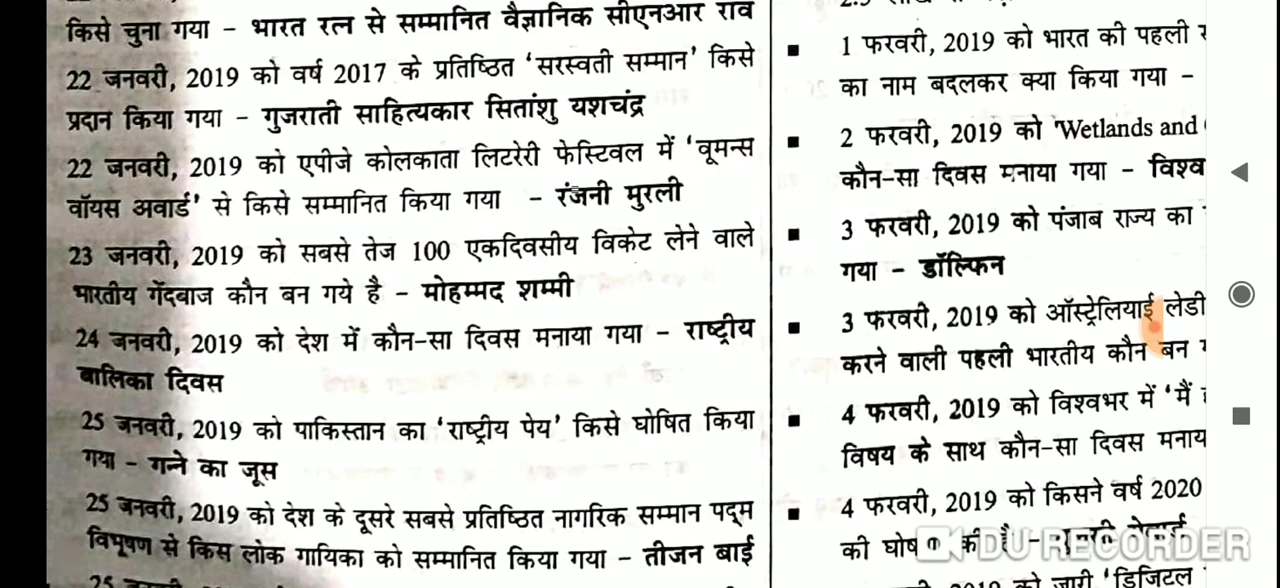 किसे चुना गया – भारत रत्न से सम्मानित वैज्ञानिक सीएनआर राव
22 जनवरी, 2019 को वर्ष 2017 के प्रतिष्ठित ‘सरस्वती सम्मान’ किसे
प्रदान किया गया – गुजराती साहित्यकार सितांशु यशचंद्र
22 जनवरी, 2019 को एपीजे कोलकाता लिटरेरी फेस्टिवल में ‘वूमन्स
वॉयस अवार्ड’ से किसे सम्मानित किया गया – रंजनी मुरली
23 जनवरी, 2019 को सबसे तेज 100 एकदिवसीय विकेट लेने वाले
भारतीय गेंदबाज कौन बन गये है – मोहम्मद शम्मी
24 जनवरी, 2019 को देश में कौन-सा दिवस मनाया गया – राष्ट्रीय
बालिका दिवस
25 जनवरी, 2019 को पाकिस्तान का ‘राष्ट्रीय पेय’ किसे घोषित किया
गया – गन्ने का जूस
25 जनवरी, 2019 को देश के दूसरे सबसे प्रतिष्ठित नागरिक सम्मान पद्म
विभूषण से किस लोक गायिका को सम्मानित किया गया – तीजन बाई
25
1 फरवरी, 2019 को भारत की पहली
का नाम बदलकर क्या किया गया –
2 फरवरी, 2019 को 'Wetlands and
कौन-सा दिवस मनाया गया – विश्व
3 फरवरी, 2019 को पंजाब राज्य का
गया – डॉल्फिन
3 फरवरी, 2019 को ऑस्ट्रेलियाई लेडी
करने वाली पहली भारतीय कौन बन
4 फरवरी, 2019 को विश्वभर में ‘मैं
विषय के साथ कौन-सा दिवस मनाय
4 फरवरी, 2019 को किसने वर्ष 2020
की
2019 को जारी ‘डिजिटल
DU RECORDER